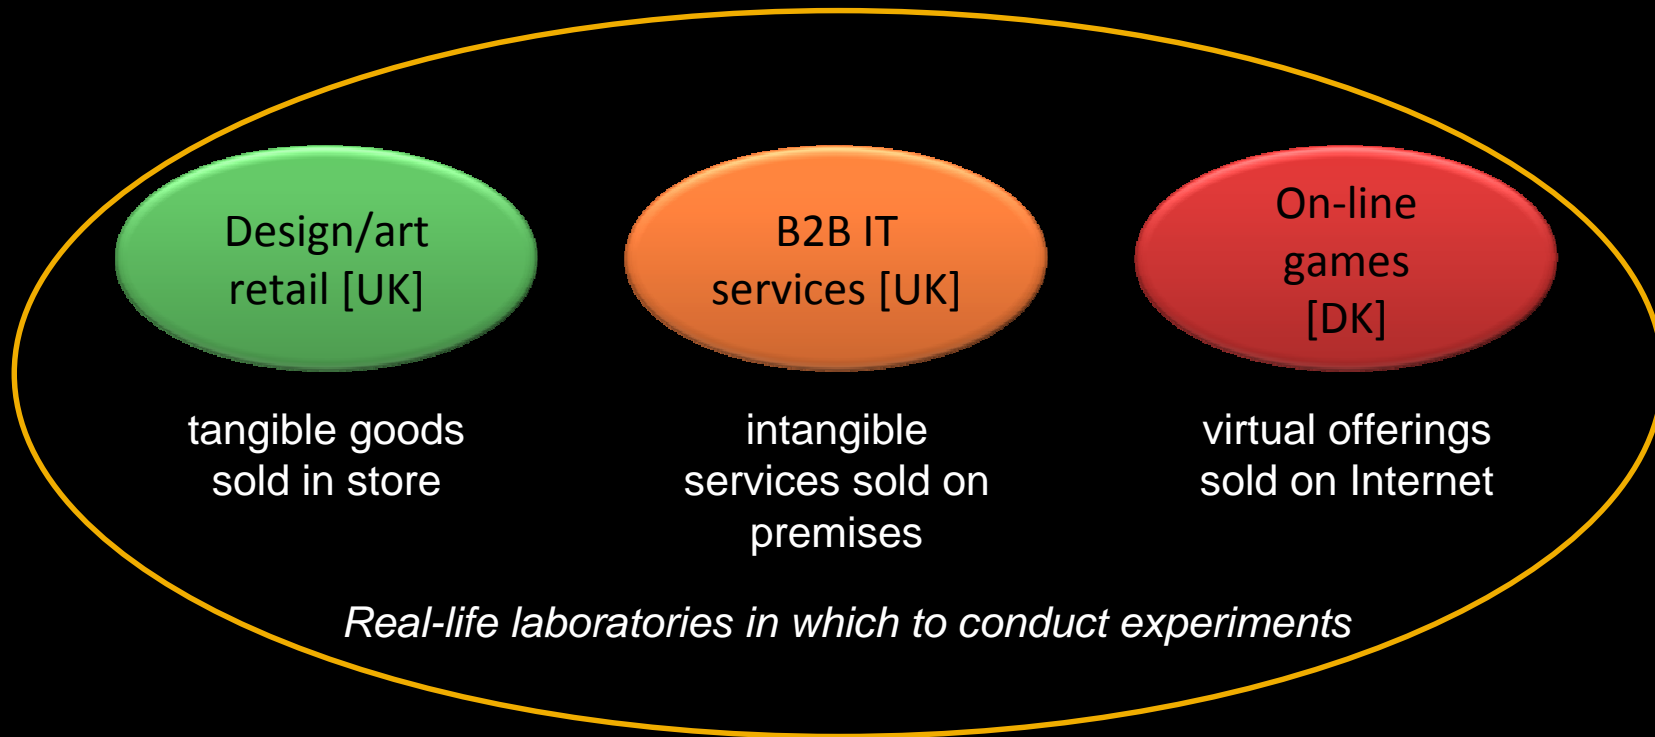 Design/art
retail [UK]
B2B IT
services [UK]
On-line
games
[DK]
tangible goods
sold in store
intangible
services sold on
premises
virtual offerings
sold on Internet
Real-life laboratories in which to conduct experiments